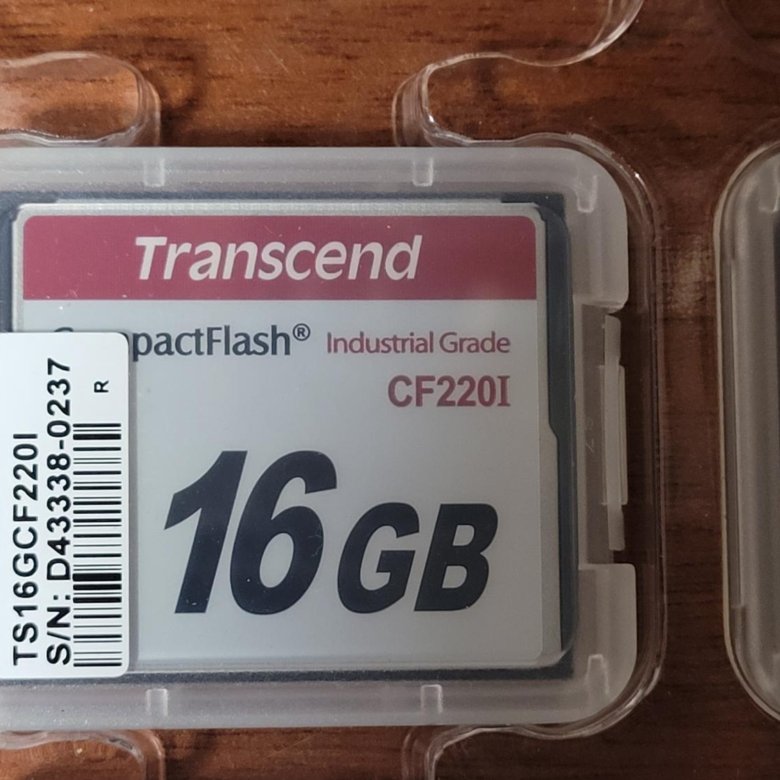 Transcend
pactFlash® Industrial Grade
CF220I
16GB
TS16GCF220I
S/N: D43338-0237
R